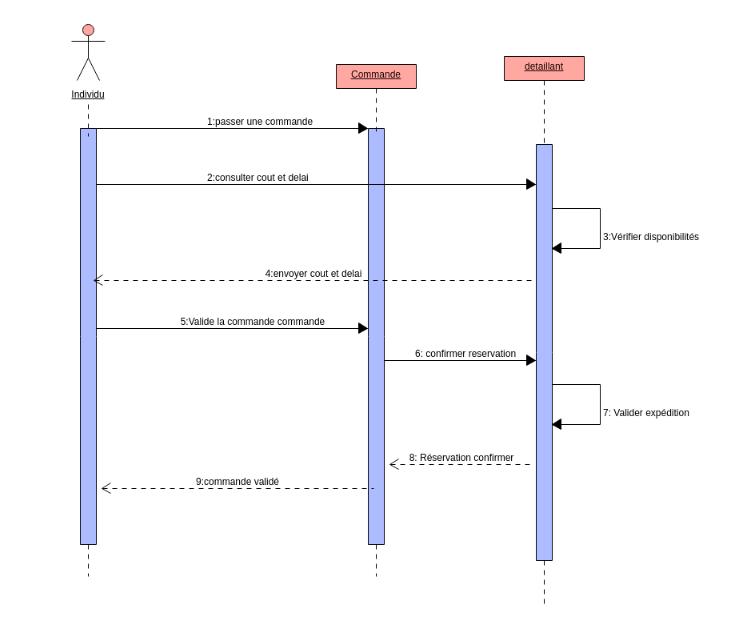 Commande
detaillant
Individu
1:passer une commande
2:consulter cout et delai
3:Vérifier disponibilités
4:envoyer cout et delai
5:Valide la commande commande
6: confirmer reservation
7: Valider expédition
8: Réservation confirmer
9:commande validé